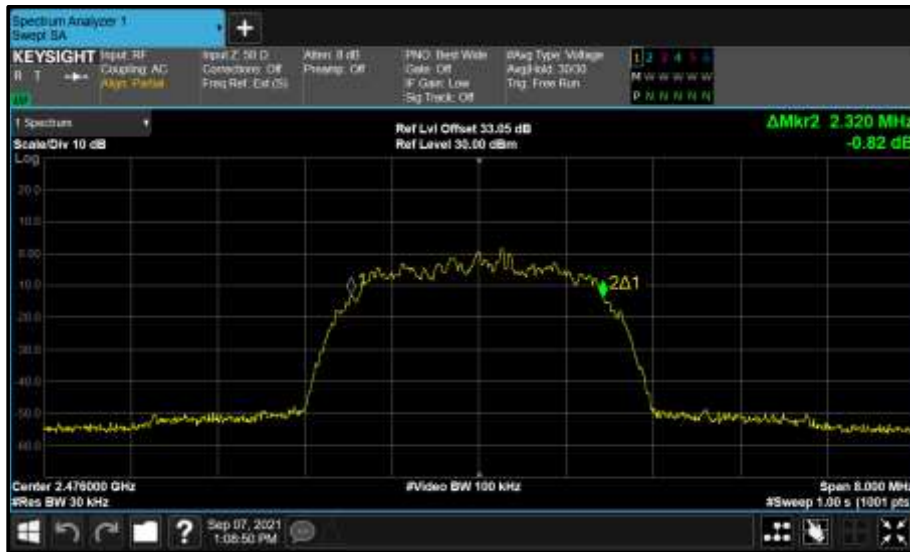 Spectrum Analyzer 1
Swept SA
+
KEYSIGHT Input: RF
R T Coupling: AC
Align: Partial
Input Z: 50 Ω
Corrections: Off
Freq Ref: Ext (S)
Atten: 8 dB
Preamp: Off
PNO: Best Wide
Gate: Off
IF Gain: Low
Sig Track: Off
#Avg Type: Voltage
Avg|Hold: 30/30
Trig: Free Run
1 2 3 4 5 6
M W W W W W
P N N N N N
1 Spectrum
Scale/Div 10 dB
Ref Lvl Offset 33.05 dB
Ref Level 30.00 dBm
ΔMkr2 2.320 MHz
-0.82 dB
Log
20.0
10.0
0.00
-10.0
-20.0
-30.0
-40.0
-50.0
-60.0
2Δ1
Center 2.476000 GHz
#Video BW 100 kHz
Span 8.000 MHz
#Res BW 30 kHz
#Sweep 1.00 s (1001 pts
?
Sep 07, 2021
1:08:50 PM